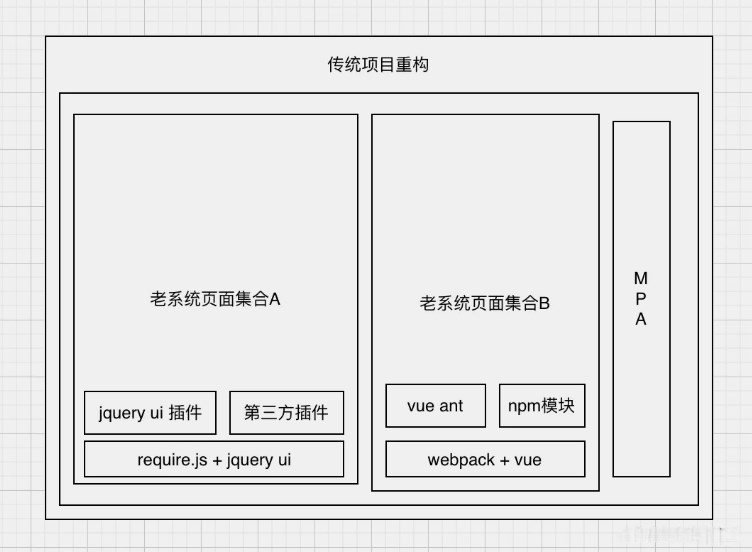 传统项目重构
老系统页面集合A
jquery ui 插件
第三方插件
require.js + jquery ui
老系统页面集合B
vue ant
npm模块
webpack + vue
M
P
A